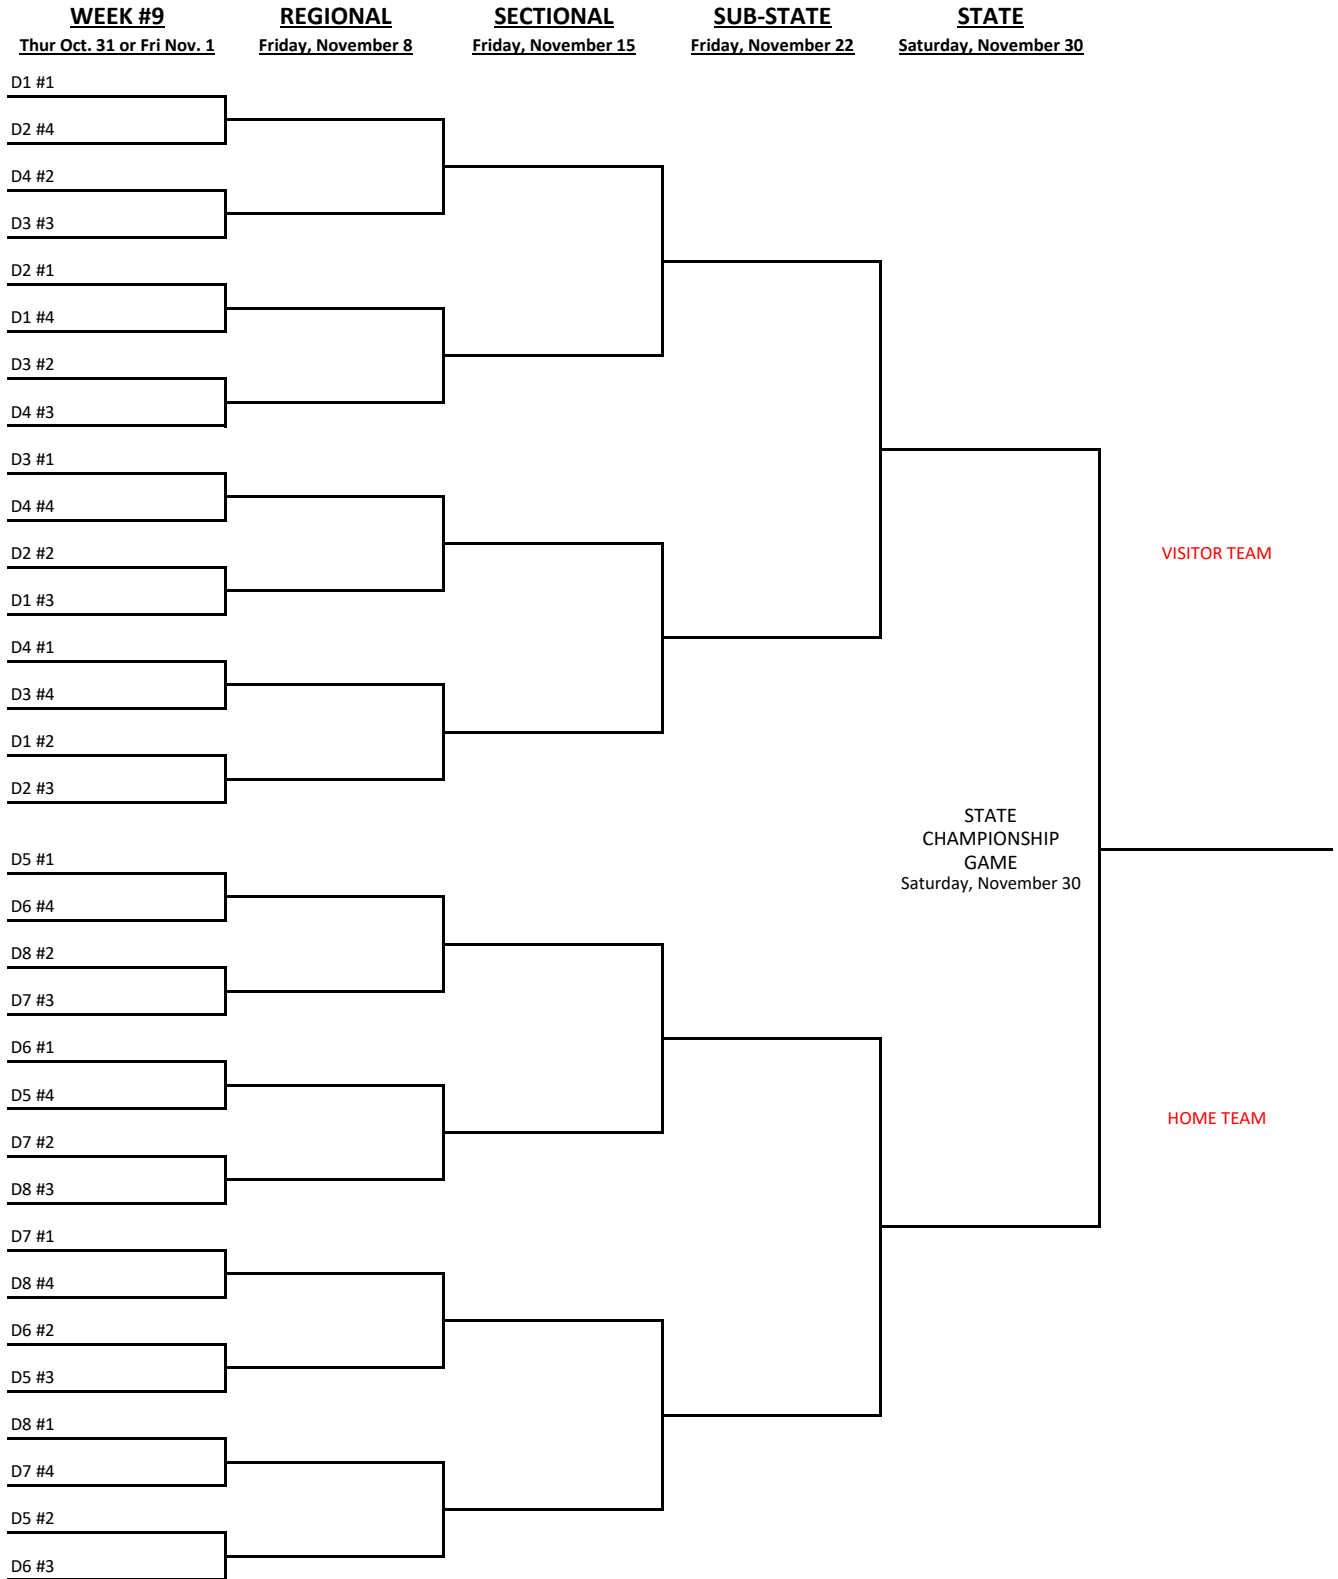 WEEK #9 REGIONAL SECTIONAL SUB-STATE STATE
Thur Oct. 31 or Fri Nov. 1 Friday, November 8 Friday, November 15 Friday, November 22 Saturday, November 30
D1 #1
D2 #4
D4 #2
D3 #3
D2 #1
D1 #4
D3 #2
D4 #3
D3 #1
D4 #4
D2 #2
VISITOR TEAM
D1 #3
D4 #1
D3 #4
D1 #2
D2 #3
STATE
CHAMPIONSHIP
GAME
Saturday, November 30
D5 #1
D6 #4
D8 #2
D7 #3
D6 #1
D5 #4
HOME TEAM
D7 #2
D8 #3
D7 #1
D8 #4
D6 #2
D5 #3
D8 #1
D7 #4
D5 #2
D6 #3